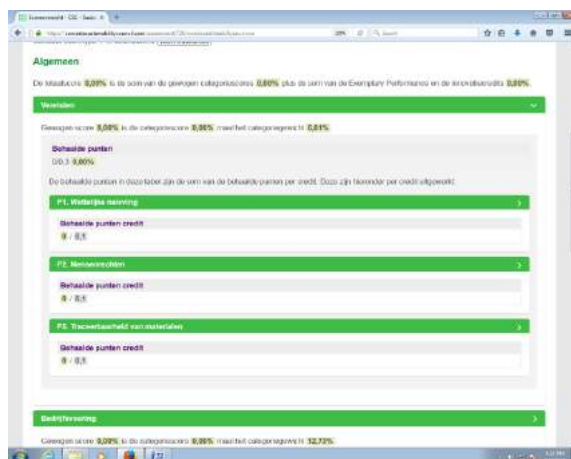 Algemeen
De totaalscore 0,00% is de som van de gewogen categoriescores 0,00% plus de som van de Exemplary Performance en de innovatiecredits 0,00%
Vereisten
Gewogen score 0,00% is de categoriescore 0,00% maal het categoriegewicht 0,01%
Behaalde punten
0/0,3 0,00%
De behaalde punten in deze tabel zijn de som van de behaalde punten per credit. Deze zijn hieronder per credit uitgewerkt.
P1. Wettelijke naleving
Behaalde punten credit
0 / 0,1
P2. Mensenrechten
Behaalde punten credit
0 / 0,1
P3. Traceerbaarheid van materialen
Behaalde punten credit
0 / 0,1
Bedrijfsvoering
Gewogen score 0,00% is de categoriescore 0,00% maal het categoriegewicht 12,73%